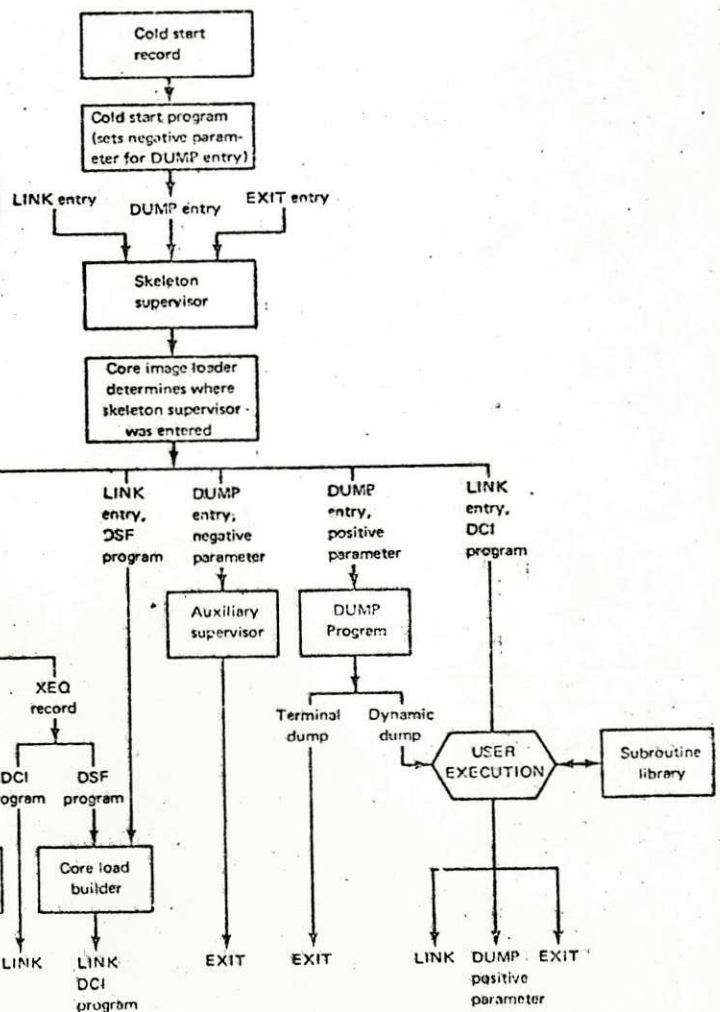 Cold start
record
Cold start program
(sets negative param-
eter for DUMP entry)
LINK entry
DUMP entry
EXIT entry
Skeleton
supervisor
Core image loader
determines where
skeleton supervisor
was entered
LINK
entry,
DSF
program
DUMP
entry,
negative
parameter
DUMP
entry,
positive
parameter
LINK
entry,
DCI
program
Auxiliary
supervisor
DUMP
Program
XEQ
record
Terminal
dump
Dynamic
dump
USER
EXECUTION
Subroutine
library
DCI
rogram
DSF
program
Core load
builder
LINK
LINK
DCI
program
EXIT
EXIT
LINK
DUMP
positive
parameter
EXIT